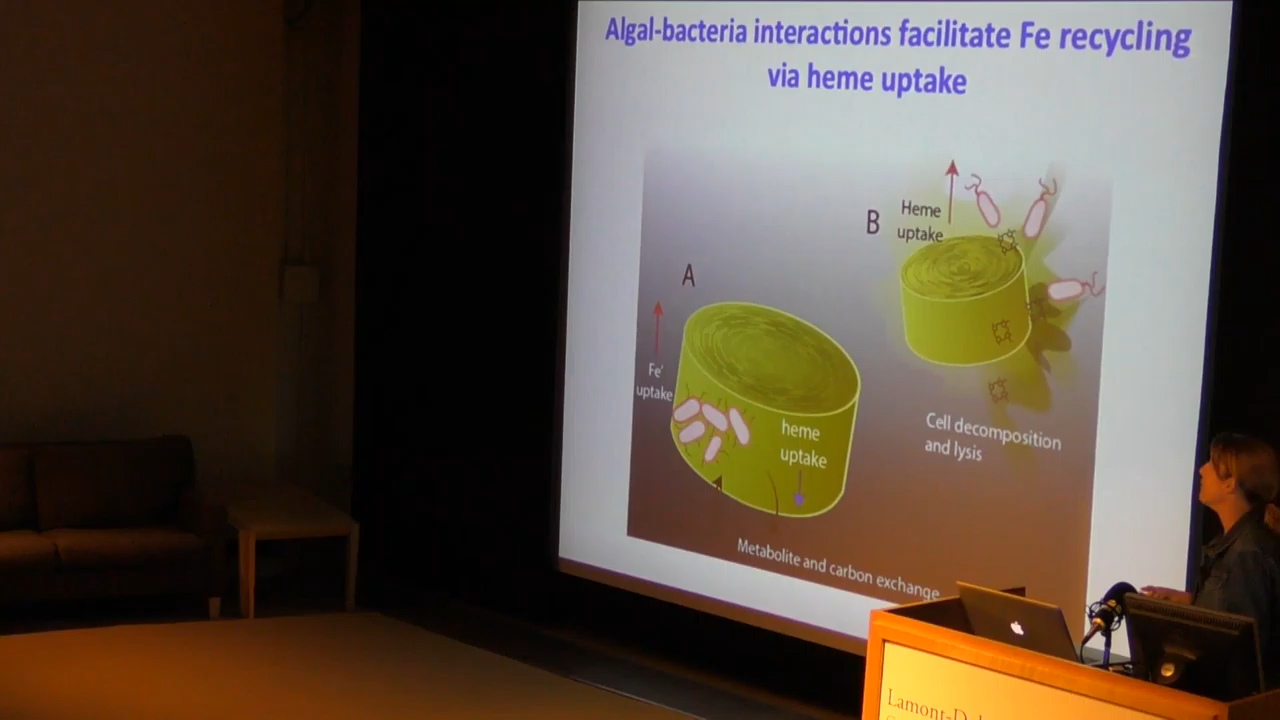 Algal-bacteria interactions facilitate Fe recycling
via heme uptake
A
Fe'
uptake
heme
uptake
Metabolite and carbon exchange
B
Heme
uptake
Cell decomposition
and lysis